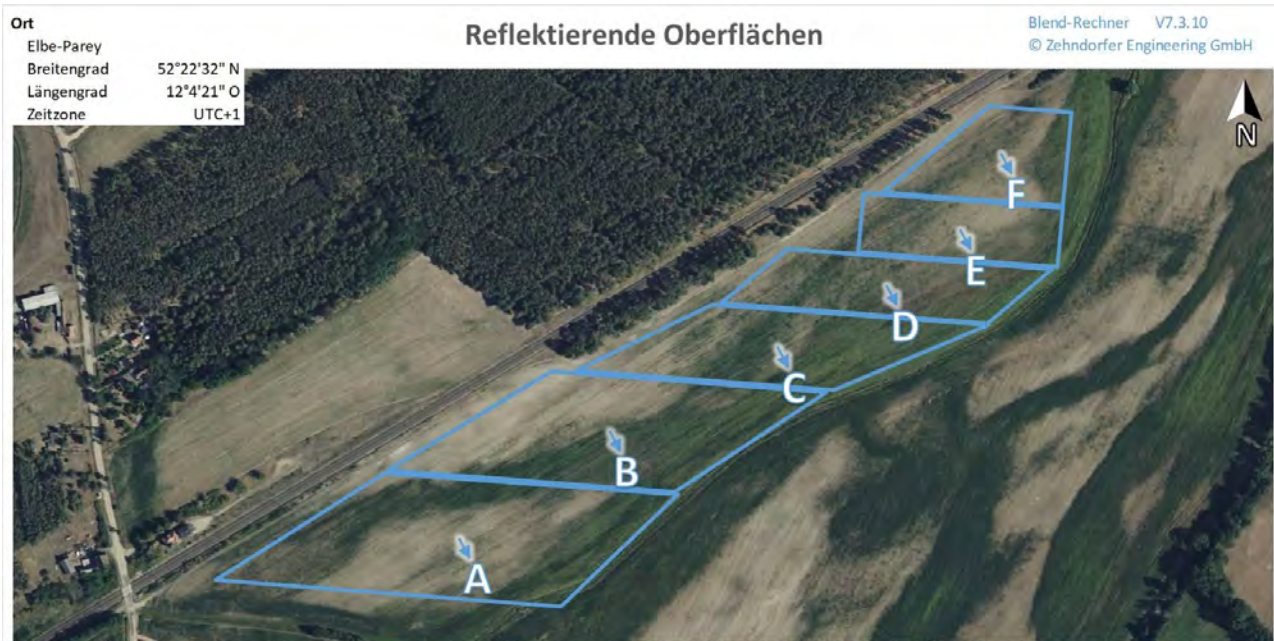 Ort
Elbe-Parey
Breitengrad 52°22'32" N
Längengrad 12°4'21" O
Zeitzone UTC+1
Reflektierende Oberflächen
Blend-Rechner V7.3.10
© Zehndorfer Engineering GmbH
N
F
E
D
C
B
A